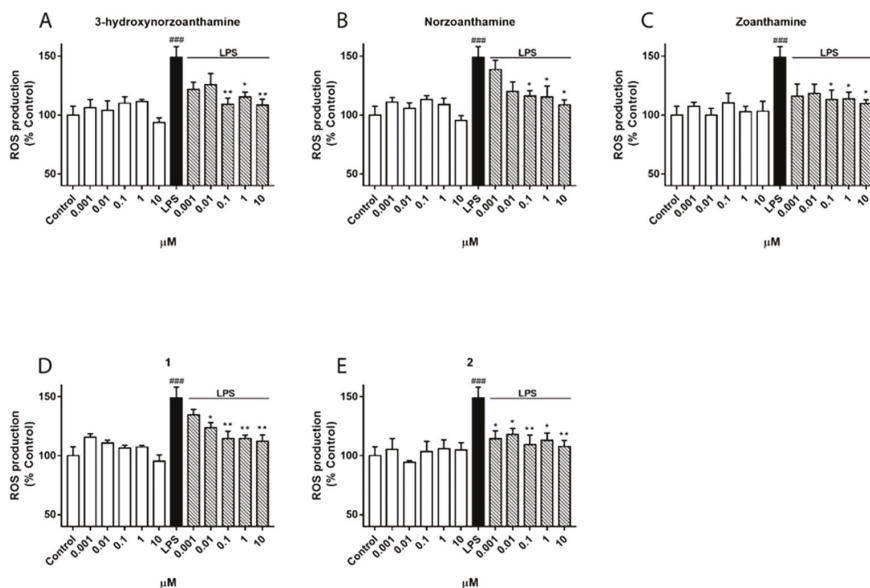 A
3-hydroxynorzoanthamine
###
LPS
150
100
50
ROS production
(% Control)
**
*
**
Control
0.001
0.01
0.1
1
10
LPS
0.001
0.01
0.1
1
10
µM
B
Norzoanthamine
###
LPS
150
100
50
ROS production
(% Control)
*
*
*
Control
0.001
0.01
0.1
1
10
LPS
0.001
0.01
0.1
1
10
µM
C
Zoanthamine
###
LPS
150
100
50
ROS production
(% Control)
*
*
*
Control
0.001
0.01
0.1
1
10
LPS
0.001
0.01
0.1
1
10
µM
D
1
###
LPS
150
100
50
ROS production
(% Control)
*
**
**
**
Control
0.001
0.01
0.1
1
10
LPS
0.001
0.01
0.1
1
10
µM
E
2
###
LPS
150
100
50
ROS production
(% Control)
*
*
**
*
**
Control
0.001
0.01
0.1
1
10
LPS
0.001
0.01
0.1
1
10
µM